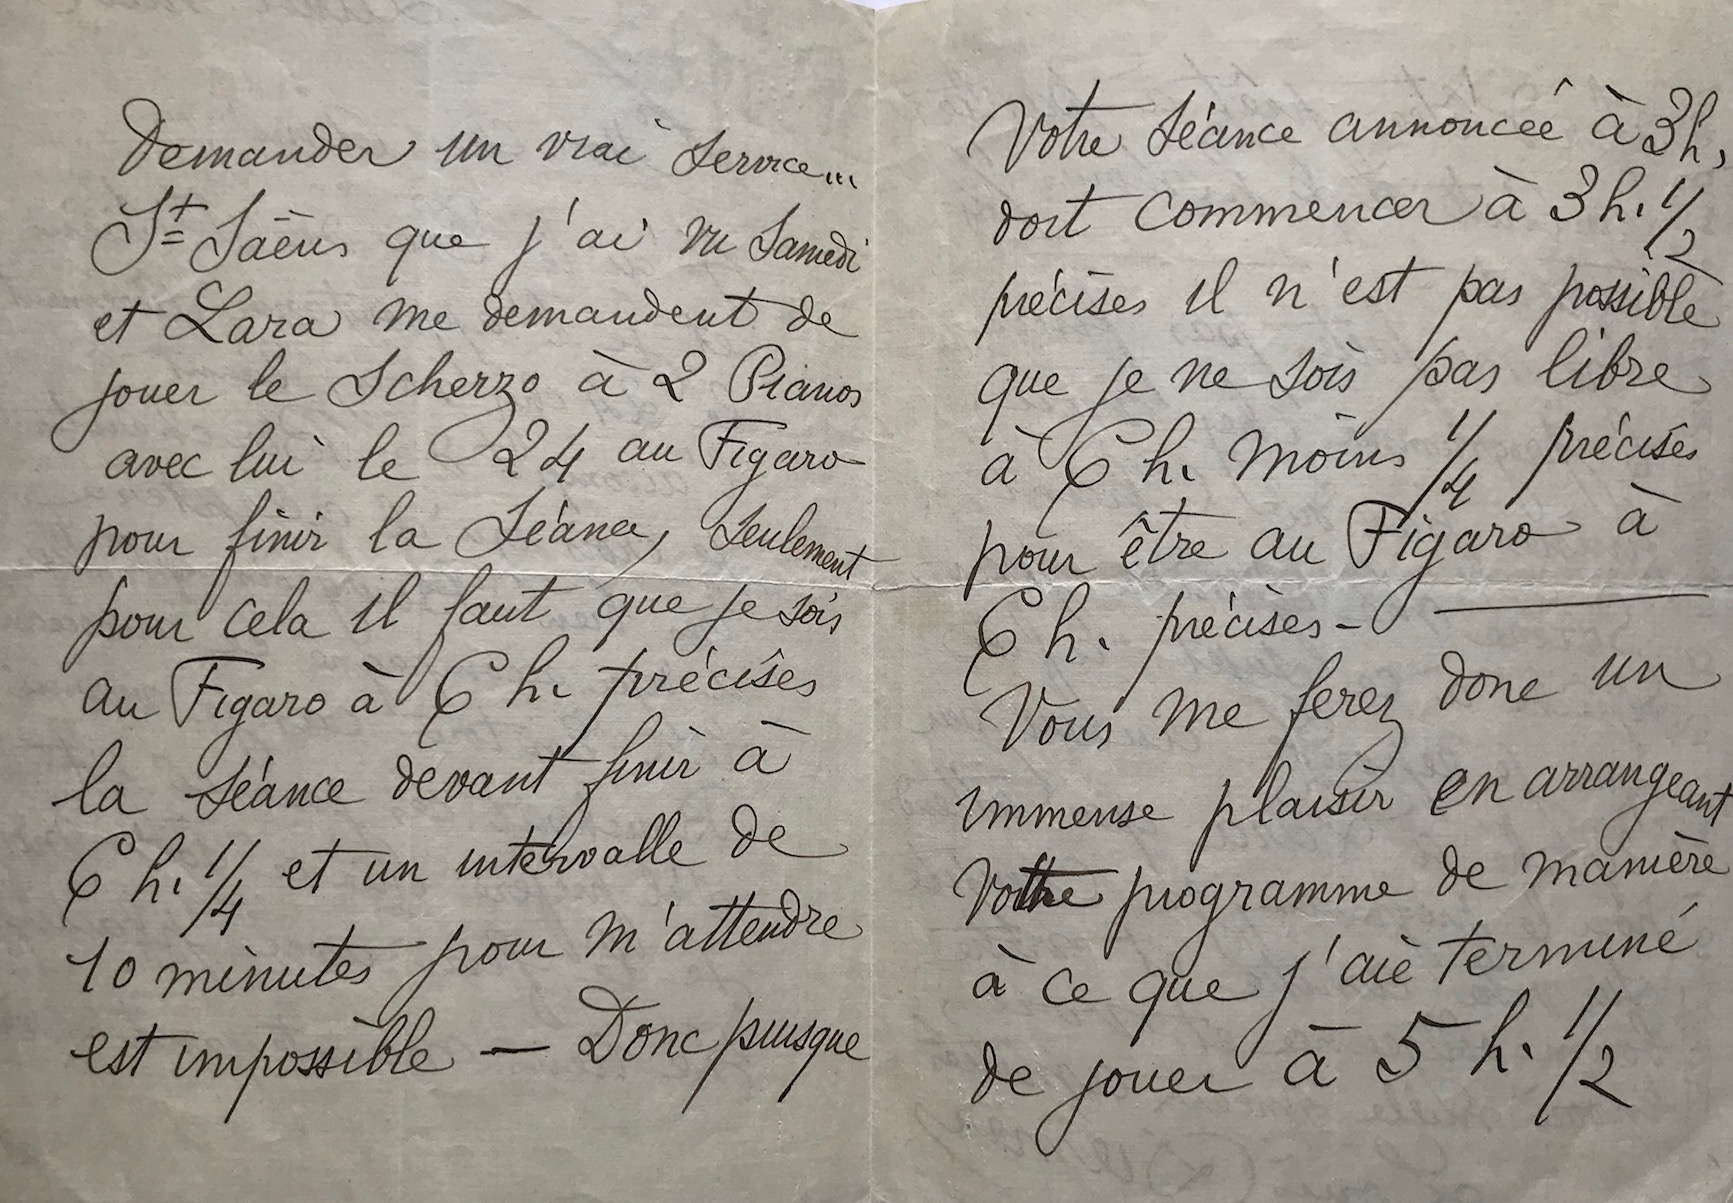 Demander un vrai service...
St Saëns que j'ai vu Samedi
et Lara me demandent de
jouer le Scherzo à 2 Pianos
avec lui le 24 au Figaro
pour finir la Séance, seulement
pour cela il faut que je sois
au Figaro à 6 h. précises
la séance devant finir à
6 h. 1/4 et un intervalle de
10 minutes pour m'attendre
est impossible — Donc puisque
Votre séance annoncée à 3h,
doit commencer à 3 h. 1/2
précises il n'est pas possible
que je ne sois pas libre
à 6 h. moins 1/4 précises
pour être au Figaro à
6 h. précises -
Vous me ferez donc un
immense plaisir en arrangeant
votre programme de manière
à ce que j'aie terminé
de jouer à 5 h. 1/2